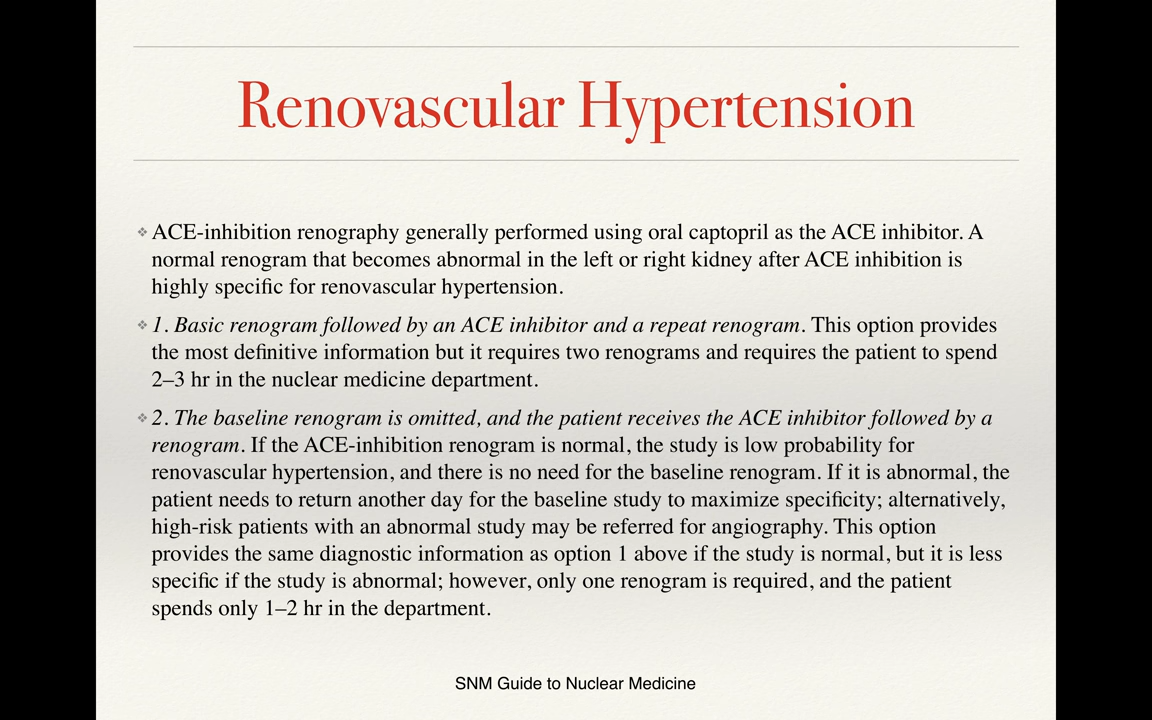 Renovascular Hypertension
❖ ACE-inhibition renography generally performed using oral captopril as the ACE inhibitor. A
normal renogram that becomes abnormal in the left or right kidney after ACE inhibition is
highly specific for renovascular hypertension.
❖ 1. Basic renogram followed by an ACE inhibitor and a repeat renogram. This option provides
the most definitive information but it requires two renograms and requires the patient to spend
2–3 hr in the nuclear medicine department.
❖ 2. The baseline renogram is omitted, and the patient receives the ACE inhibitor followed by a
renogram. If the ACE-inhibition renogram is normal, the study is low probability for
renovascular hypertension, and there is no need for the baseline renogram. If it is abnormal, the
patient needs to return another day for the baseline study to maximize specificity; alternatively,
high-risk patients with an abnormal study may be referred for angiography. This option
provides the same diagnostic information as option 1 above if the study is normal, but it is less
specific if the study is abnormal; however, only one renogram is required, and the patient
spends only 1–2 hr in the department.
SNM Guide to Nuclear Medicine